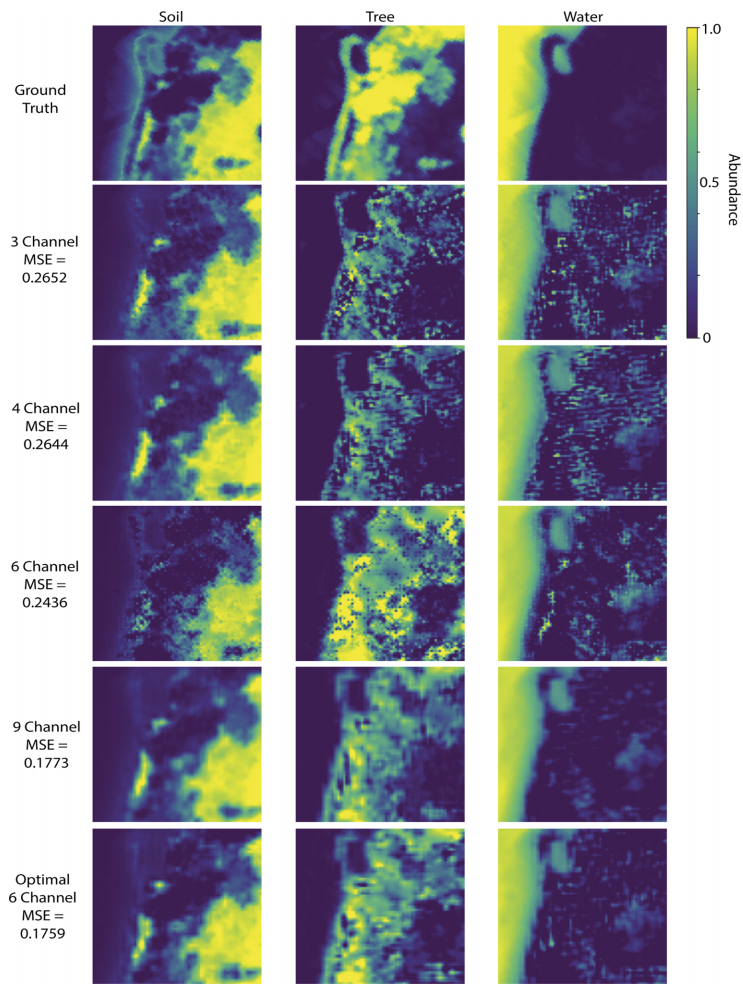 Soil
Tree
Water
Ground
Truth
1.0
0.5
0
Abundance
3 Channel
MSE =
0.2652
4 Channel
MSE =
0.2644
6 Channel
MSE =
0.2436
9 Channel
MSE =
0.1773
Optimal
6 Channel
MSE =
0.1759